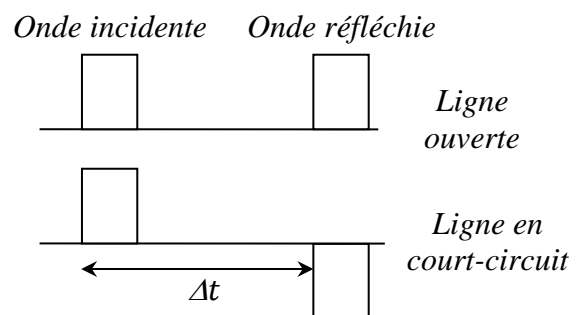 Onde incidente Onde réfléchie
Ligne
ouverte
Ligne en
court-circuit
Δt